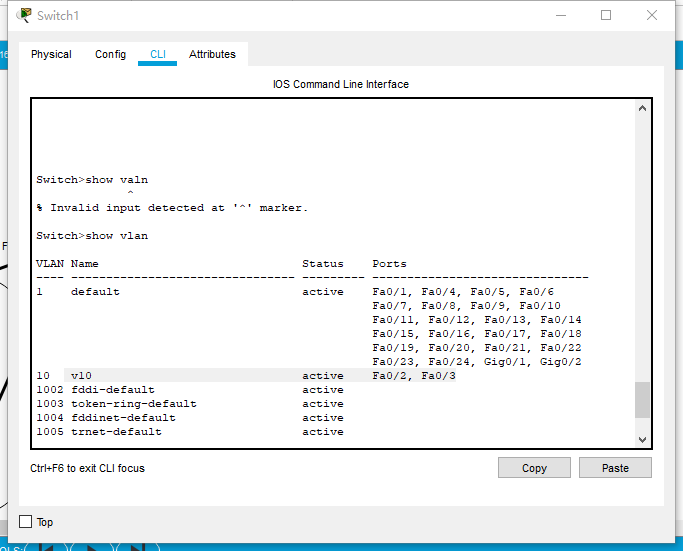 Switch1
Physical Config CLI Attributes
IOS Command Line Interface
Switch>show valn
^
% Invalid input detected at '^' marker.
Switch>show vlan
VLAN Name Status Ports
---- -------------------------------- --------- -------------------------------
1 default active Fa0/1, Fa0/4, Fa0/5, Fa0/6
Fa0/7, Fa0/8, Fa0/9, Fa0/10
Fa0/11, Fa0/12, Fa0/13, Fa0/14
Fa0/15, Fa0/16, Fa0/17, Fa0/18
Fa0/19, Fa0/20, Fa0/21, Fa0/22
Fa0/23, Fa0/24, Gig0/1, Gig0/2
10 v10 active Fa0/2, Fa0/3
1002 fddi-default active
1003 token-ring-default active
1004 fddinet-default active
1005 trnet-default active
Ctrl+F6 to exit CLI focus
Copy Paste
Top